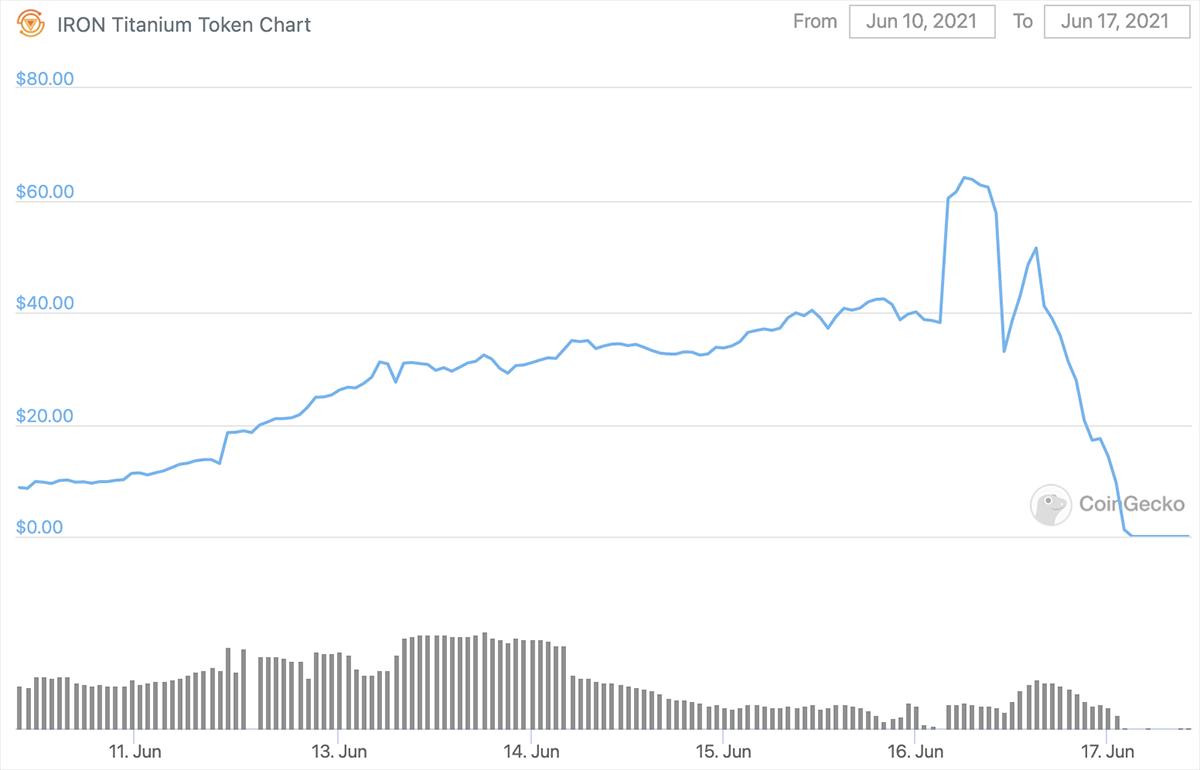 IRON Titanium Token Chart
From Jun 10, 2021 To Jun 17, 2021
$80.00
$60.00
$40.00
$20.00
$0.00
CoinGecko
11. Jun 13. Jun 14. Jun 15. Jun 16. Jun 17. Jun